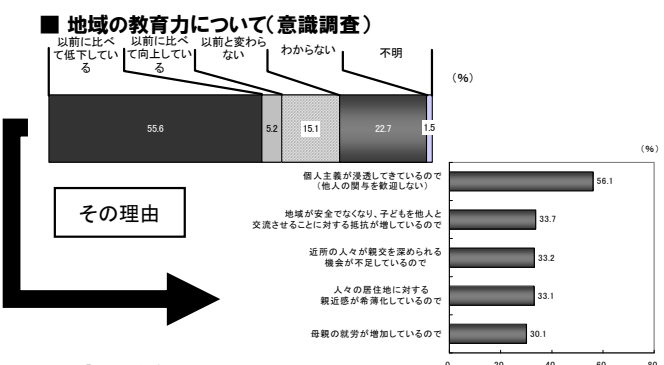 ■ 地域の教育力について(意識調査)
以前に比べ
て低下してい
る
以前に比べ
て向上してい
る
以前と変わら
ない
わからない
不明
(%)
55.6
5.2
15.1
22.7
1.5
その理由
(%)
個人主義が浸透してきているので
(他人の関与を歓迎しない)
56.1
地域が安全でなくなり、子どもを他人と
交流させることに対する抵抗が増しているので
33.7
近所の人々が親交を深められる
機会が不足しているので
33.2
人々の居住地に対する
親近感が希薄化しているので
33.1
母親の就労が増加しているので
30.1
0 20 40 60 80